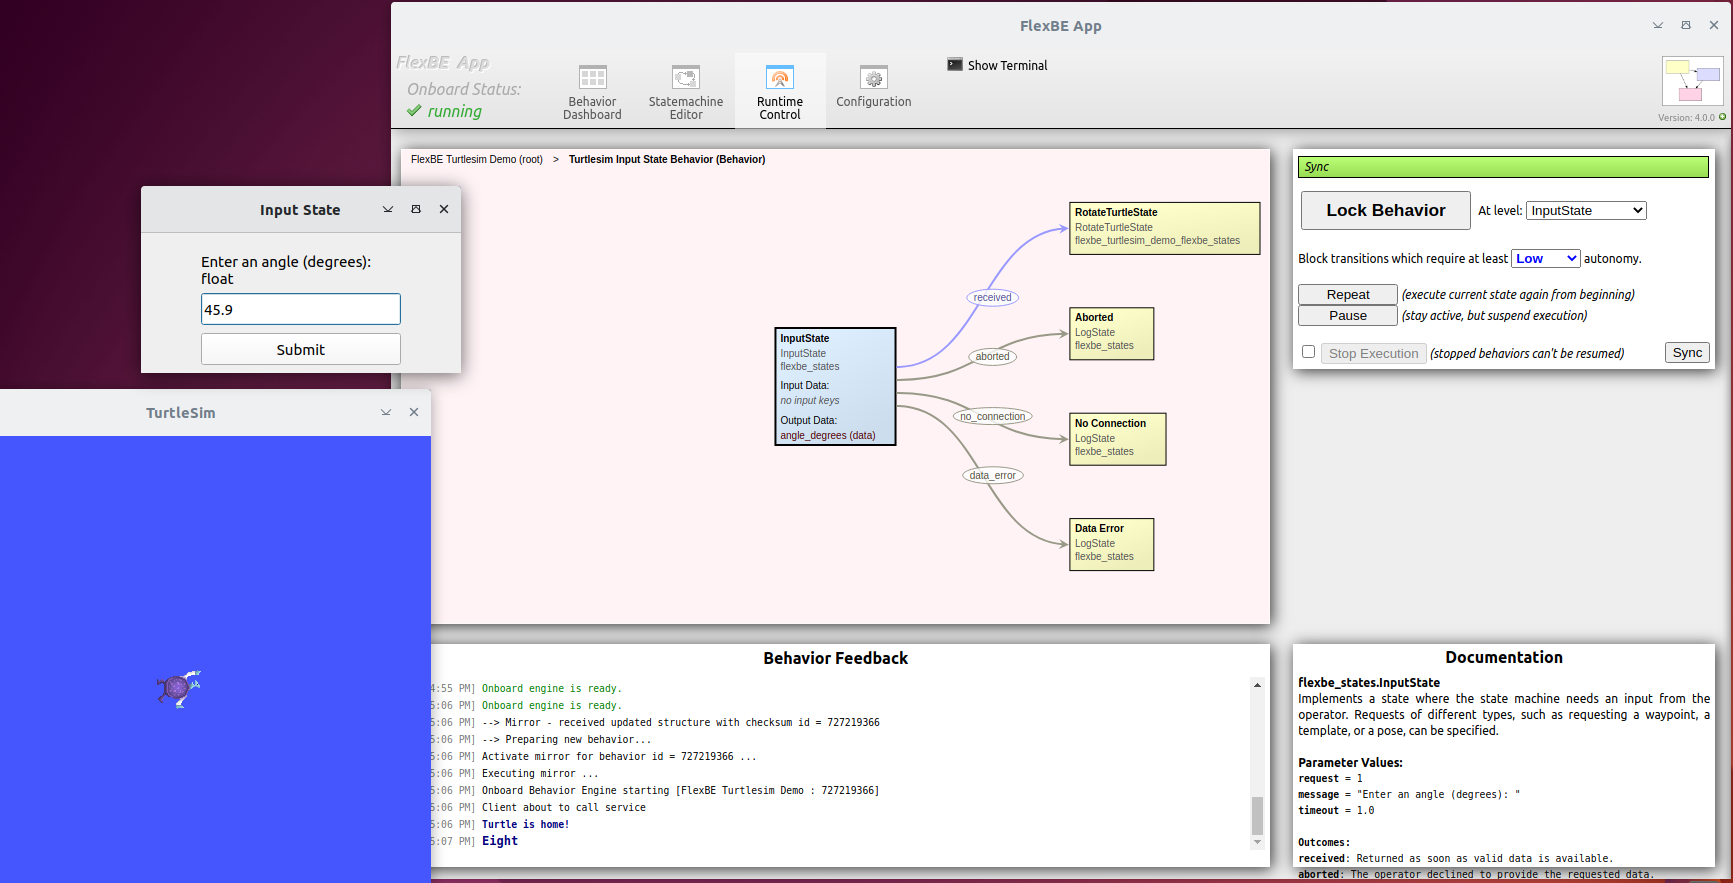 FlexBE App
FlexBE App
Onboard Status:
running
Behavior
Dashboard
Statemachine
Editor
Runtime
Control
Configuration
Show Terminal
Version: 4.0.0
FlexBE Turtlesim Demo (root) > Turtlesim Input State Behavior (Behavior)
Input State
Enter an angle (degrees):
float
45.9
Submit
TurtleSim
InputState
InputState
flexbe_states
Input Data:
no input keys
Output Data:
angle_degrees (data)
received
aborted
no_connection
data_error
RotateTurtleState
RotateTurtleState
flexbe_turtlesim_demo_flexbe_states
Aborted
LogState
flexbe_states
No Connection
LogState
flexbe_states
Data Error
LogState
flexbe_states
Sync
Lock Behavior At level: InputState
Block transitions which require at least Low autonomy.
Repeat (execute current state again from beginning)
Pause (stay active, but suspend execution)
Stop Execution (stopped behaviors can't be resumed) Sync
Behavior Feedback
4:55 PM] Onboard engine is ready.
5:06 PM] Onboard engine is ready.
5:06 PM] --> Mirror - received updated structure with checksum id = 727219366
5:06 PM] --> Preparing new behavior...
5:06 PM] Activate mirror for behavior id = 727219366 ...
5:06 PM] Executing mirror ...
5:06 PM] Onboard Behavior Engine starting [FlexBE Turtlesim Demo : 727219366]
5:06 PM] Client about to call service
5:06 PM] Turtle is home!
5:07 PM] Eight
Documentation
flexbe_states.InputState
Implements a state where the state machine needs an input from the
operator. Requests of different types, such as requesting a waypoint, a
template, or a pose, can be specified.
Parameter Values:
request = 1
message = "Enter an angle (degrees): "
timeout = 1.0
Outcomes:
received: Returned as soon as valid data is available.
aborted: The operator declined to provide the requested data.